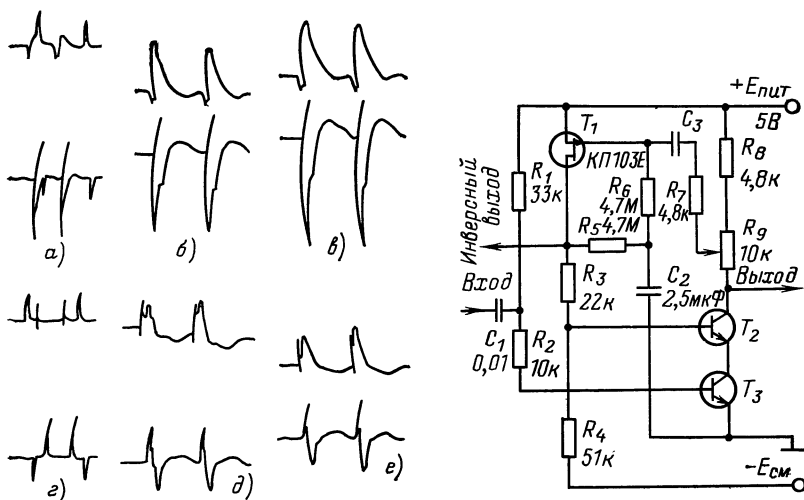 а)
б)
в)
г)
д)
е)
+Eпит
5В
T₁
КП103Е
C₃
R₁
33к
R₆
4,7М
R₇
4,8к
R₈
4,8к
R₅
4,7М
R₉
10к
Инверсный
выход
Выход
Вход
R₃
22к
C₂
2,5мкФ
T₂
C₁
0,01
R₂
10к
T₃
R₄
51к
-Eсм